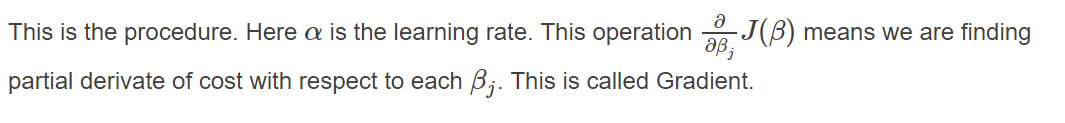 This is the procedure. Here α is the learning rate. This operation ∂/∂βⱼ J(β) means we are finding
partial derivate of cost with respect to each βⱼ. This is called Gradient.